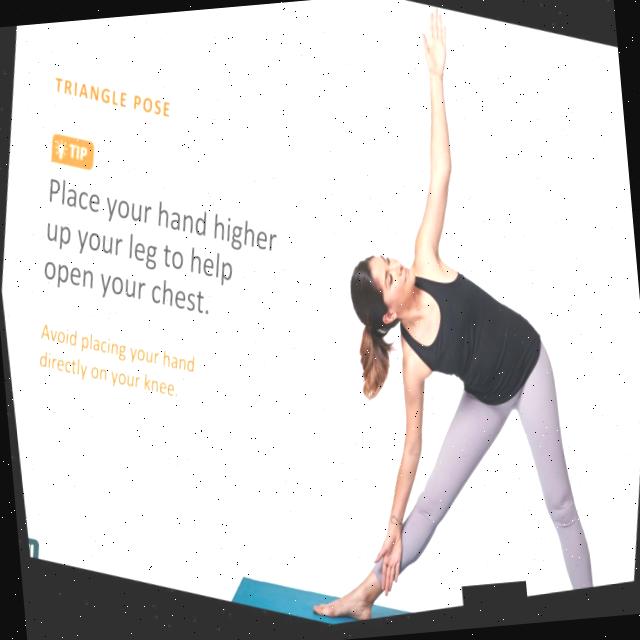 TRIANGLE POSE
TIP
Place your hand higher
up your leg to help
open your chest.
Avoid placing your hand
directly on your knee.